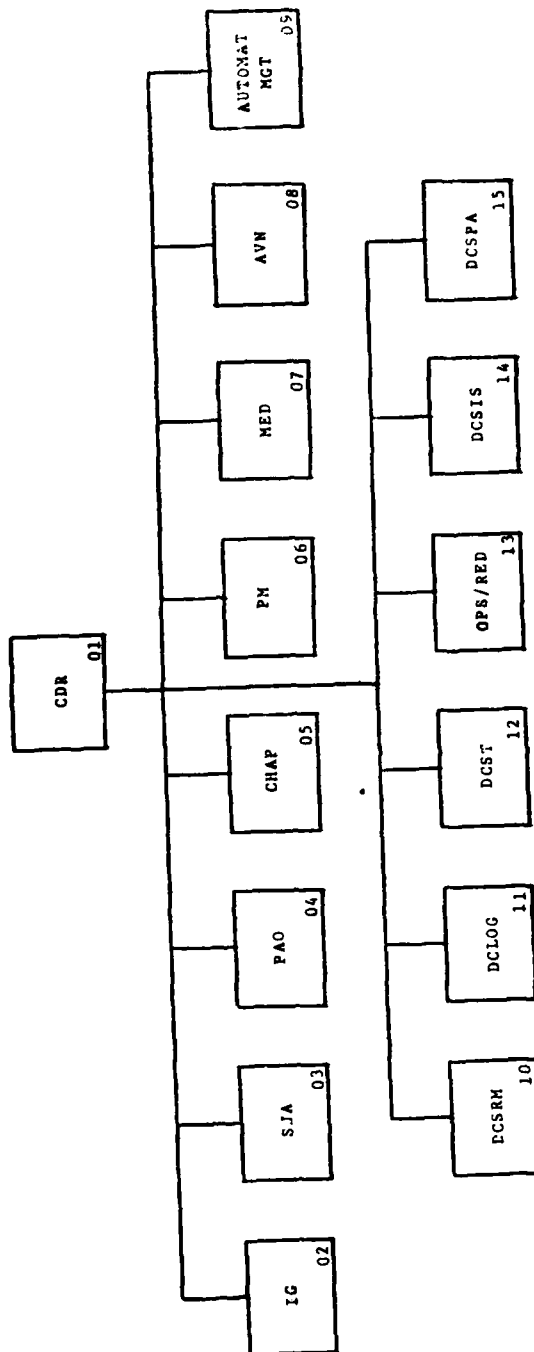 CDR
01
IG
02
SJA
03
PAO
04
CHAP
05
PM
06
MED
07
AVN
08
AUTOMAT
MGT
09
DCSRM
10
DCLOG
11
DCST
12
OPS/RED
13
DCSIS
14
DCSPA
15